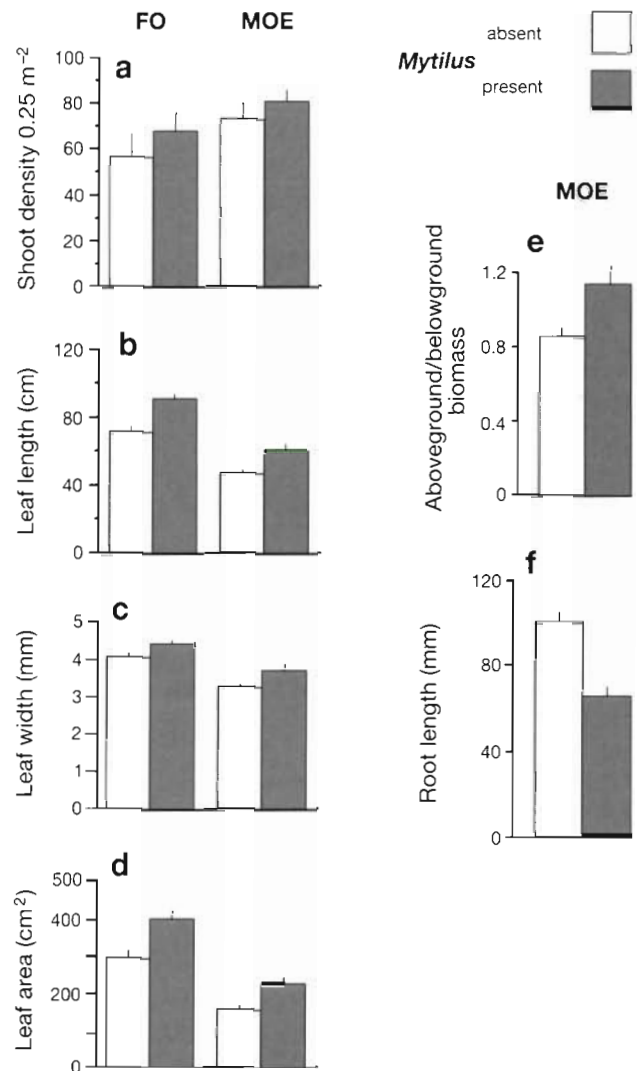 FO MOE
Mytilus
absent
present
a
Shoot density 0.25 m⁻²
100
80
60
40
20
0
b
Leaf length (cm)
120
80
40
0
c
Leaf width (mm)
5
4
3
2
1
0
d
Leaf area (cm²)
500
400
200
0
MOE
e
Aboveground/belowground
biomass
1.2
0.8
0.4
0
f
Root length (mm)
120
80
40
0